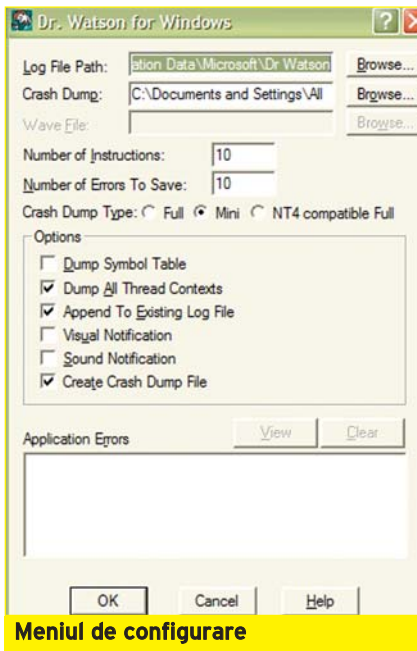 Dr. Watson for Windows
Log File Path: ation Data\Microsoft\Dr Watson Browse...
Crash Dump: C:\Documents and Settings\All Browse...
Wave File: Browse...
Number of Instructions: 10
Number of Errors To Save: 10
Crash Dump Type: Full Mini NT4 compatible Full
Options
Dump Symbol Table
Dump All Thread Contexts
Append To Existing Log File
Visual Notification
Sound Notification
Create Crash Dump File
Application Errors View Clear
OK Cancel Help
Meniul de configurare